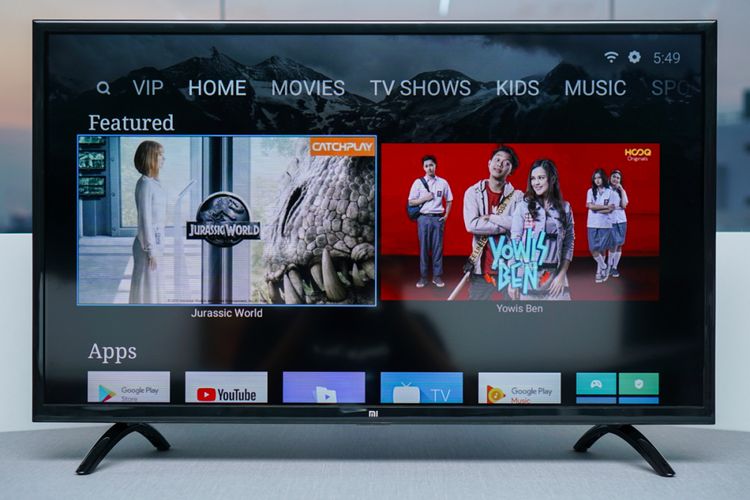 5:49
VIP HOME MOVIES TV SHOWS KIDS MUSIC SPO
Featured
CATCHPLAY
JURASSIC WORLD
HOOQ
Originals
YOWIS
BEN
Jurassic World
Yowis Ben
Apps
Google Play
Store
YouTube
TV
Google Play
Music
MI